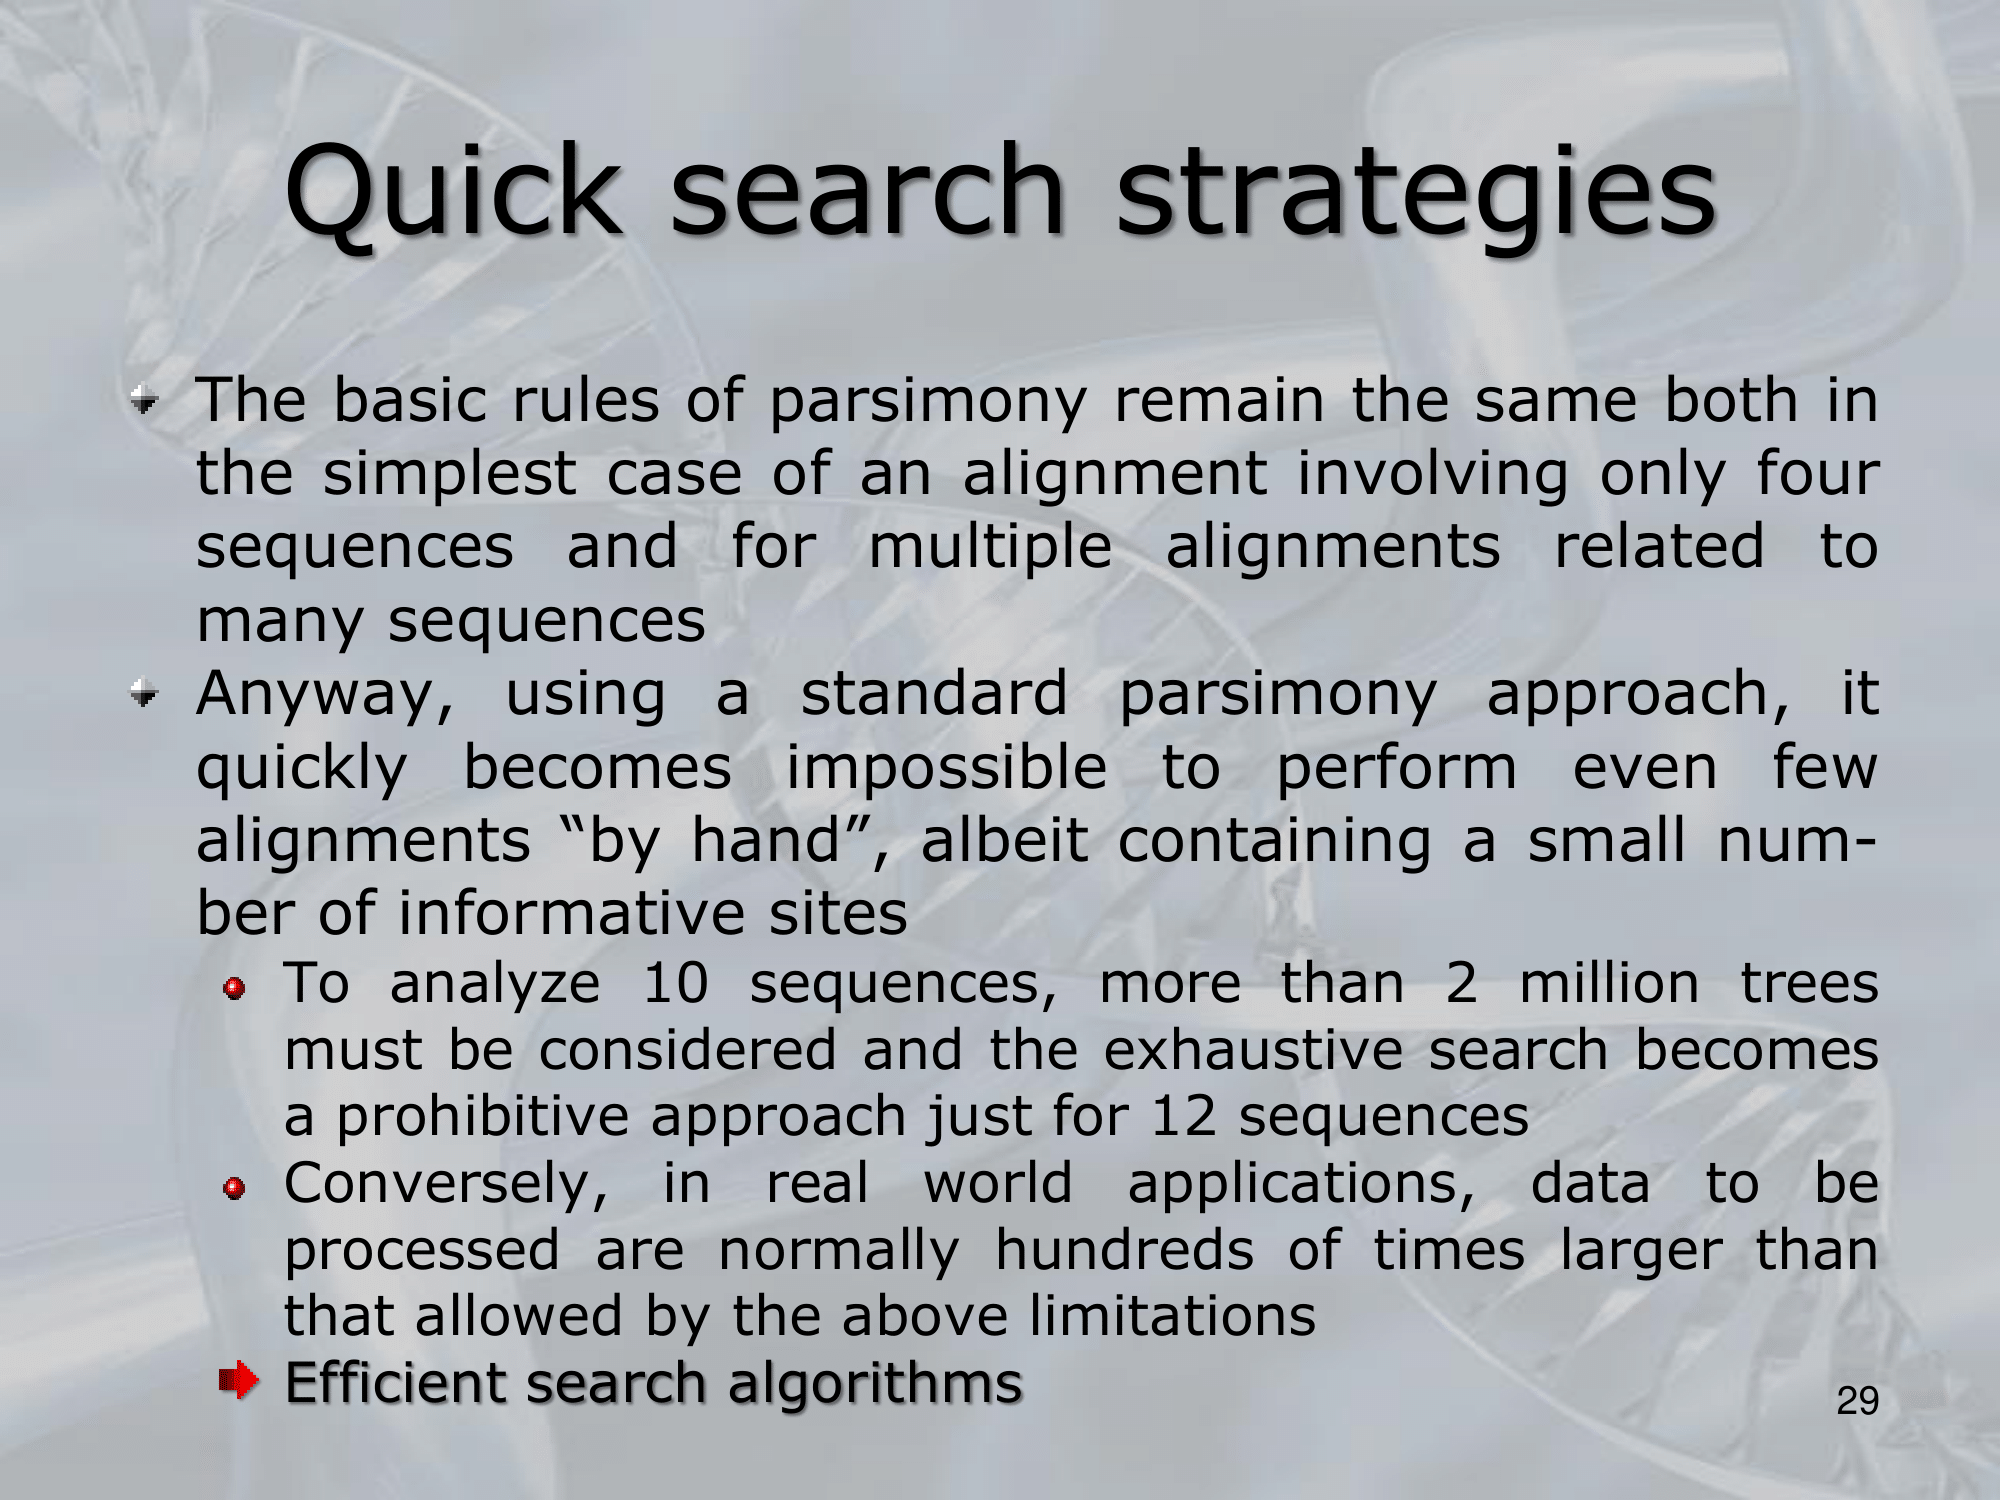 Quick search strategies
The basic rules of parsimony remain the same both in
the simplest case of an alignment involving only four
sequences and for multiple alignments related to
many sequences
Anyway, using a standard parsimony approach, it
quickly becomes impossible to perform even few
alignments “by hand”, albeit containing a small num-
ber of informative sites
To analyze 10 sequences, more than 2 million trees
must be considered and the exhaustive search becomes
a prohibitive approach just for 12 sequences
Conversely, in real world applications, data to be
processed are normally hundreds of times larger than
that allowed by the above limitations
Efficient search algorithms
29